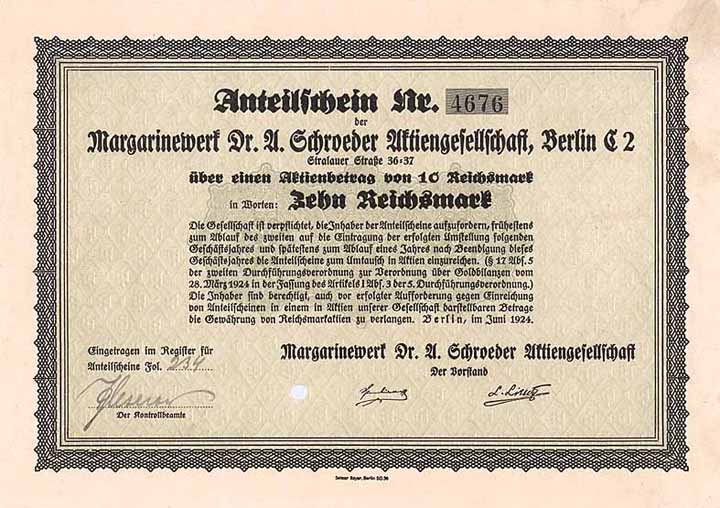 Anteilschein Nr. 4676
der
Margarinewerk Dr. A. Schroeder Aktiengesellschaft, Berlin C 2
Stralauer Straße 36-37
über einen Aktienbetrag von 10 Reichsmark
in Worten: Zehn Reichsmark
Die Gesellschaft ist verpflichtet, die Inhaber der Anteilscheine aufzufordern, frühestens
zum Ablauf des zweiten auf die Eintragung der erfolgten Umstellung folgenden
Geschäftsjahres und spätestens zum Ablauf eines Jahres nach Beendigung dieses
Geschäftsjahres die Anteilscheine zum Umtausch in Aktien einzureichen. (§ 17 Abs. 5
der zweiten Durchführungsverordnung zur Verordnung über Goldbilanzen vom
28. März 1924 in der Fassung des Artikels I Abs. 3 der 5. Durchführungsverordnung.)
Die Inhaber sind berechtigt, auch vor erfolgter Aufforderung gegen Einreichung
von Anteilscheinen in einem in Aktien unserer Gesellschaft darstellbaren Betrage
die Gewährung von Reichsmarkaktien zu verlangen. Berlin, im Juni 1924.
Eingetragen im Register für
Anteilscheine Fol. 234
Der Kontrollbeamte
Margarinewerk Dr. A. Schroeder Aktiengesellschaft
Der Vorstand